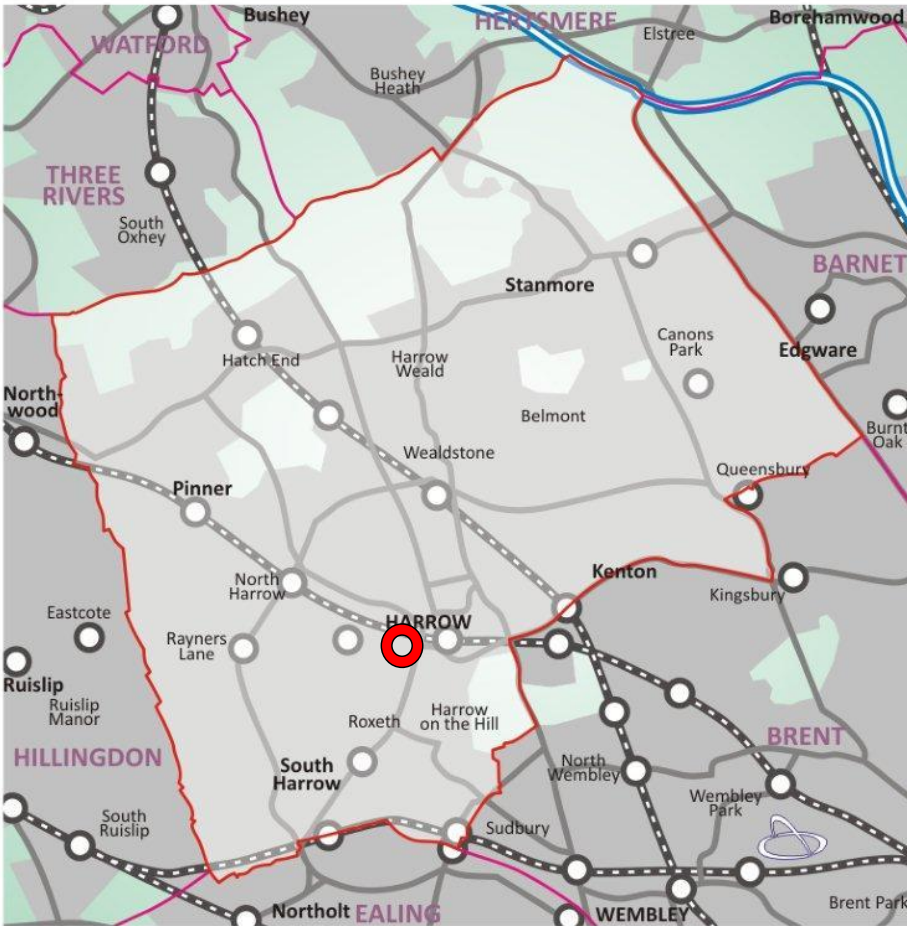 Bushey
HERTSMERE
Borehamwood
Elstree
WATFORD
Bushey
Heath
THREE
RIVERS
South
Oxhey
BARNET
Stanmore
Canons
Park
Edgware
Hatch End
Harrow
Weald
North-
wood
Belmont
Burnt
Oak
Wealdstone
Queensbury
Pinner
North
Harrow
Kenton
Kingsbury
Eastcote
HARROW
Rayners
Lane
Ruislip
Ruislip
Manor
Roxeth
Harrow
on the Hill
HILLINGDON
South
Harrow
North
Wembley
BRENT
Wembley
Park
South
Ruislip
Sudbury
Northolt
EALING
WEMBLEY
Brent Park